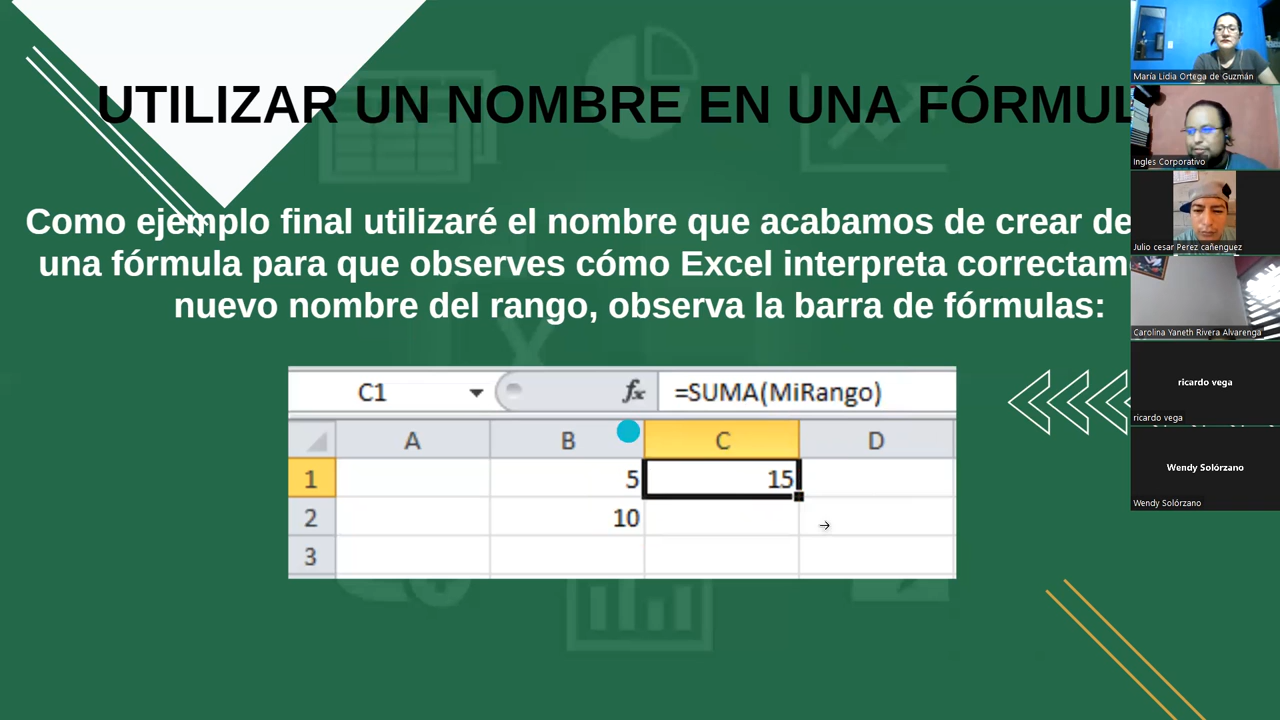 UTILIZAR UN NOMBRE EN UNA FÓRMUL
Como ejemplo final utilizaré el nombre que acabamos de crear de
una fórmula para que observes cómo Excel interpreta correctam
nuevo nombre del rango, observa la barra de fórmulas:
C1 fx =SUMA(MiRango)
A B C D
1 5 15
2 10
3
María Lidia Ortega de Guzmán
Ingles Corporativo
Julio cesar Perez cañenguez
Carolina Yaneth Rivera Alvarenga
ricardo vega
ricardo vega
Wendy Solórzano
Wendy Solórzano